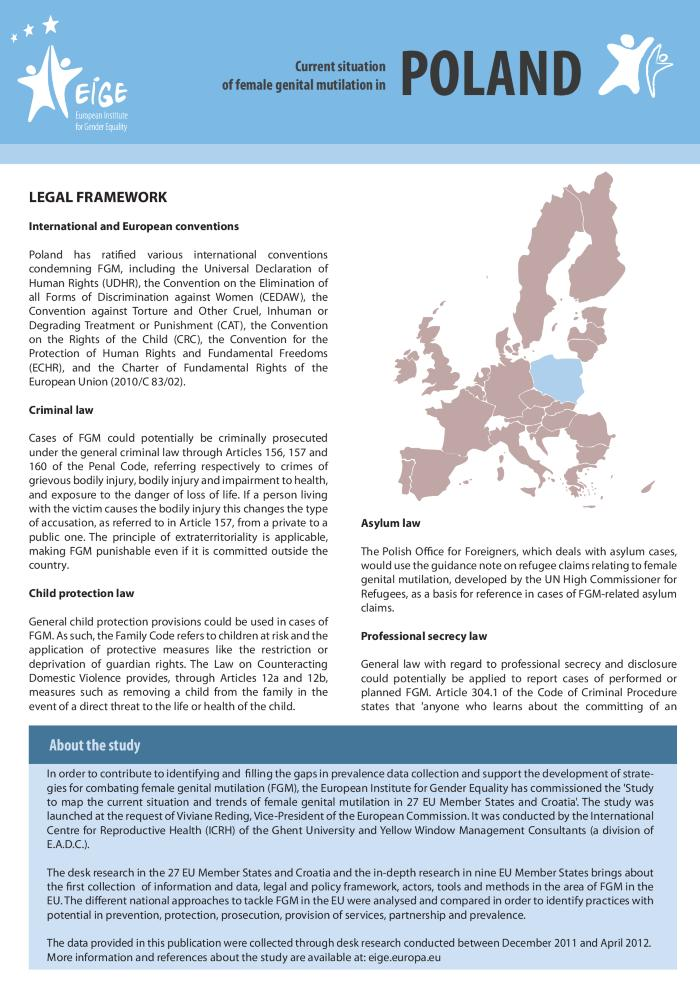 EIGE
European Institute
for Gender Equality
Current situation
of female genital mutilation in
POLAND
LEGAL FRAMEWORK
International and European conventions
Poland has ratified various international conventions
condemning FGM, including the Universal Declaration of
Human Rights (UDHR), the Convention on the Elimination of
all Forms of Discrimination against Women (CEDAW), the
Convention against Torture and Other Cruel, Inhuman or
Degrading Treatment or Punishment (CAT), the Convention
on the Rights of the Child (CRC), the Convention for the
Protection of Human Rights and Fundamental Freedoms
(ECHR), and the Charter of Fundamental Rights of the
European Union (2010/C 83/02).
Criminal law
Cases of FGM could potentially be criminally prosecuted
under the general criminal law through Articles 156, 157 and
160 of the Penal Code, referring respectively to crimes of
grievous bodily injury, bodily injury and impairment to health,
and exposure to the danger of loss of life. If a person living
with the victim causes the bodily injury this changes the type
of accusation, as referred to in Article 157, from a private to a
public one. The principle of extraterritoriality is applicable,
making FGM punishable even if it is committed outside the
country.
Child protection law
General child protection provisions could be used in cases of
FGM. As such, the Family Code refers to children at risk and the
application of protective measures like the restriction or
deprivation of guardian rights. The Law on Counteracting
Domestic Violence provides, through Articles 12a and 12b,
measures such as removing a child from the family in the
event of a direct threat to the life or health of the child.
Asylum law
The Polish Office for Foreigners, which deals with asylum cases,
would use the guidance note on refugee claims relating to female
genital mutilation, developed by the UN High Commissioner for
Refugees, as a basis for reference in cases of FGM-related asylum
claims.
Professional secrecy law
General law with regard to professional secrecy and disclosure
could potentially be applied to report cases of performed or
planned FGM. Article 304.1 of the Code of Criminal Procedure
states that 'anyone who learns about the committing of an
About the study
In order to contribute to identifying and filling the gaps in prevalence data collection and support the development of strate-
gies for combating female genital mutilation (FGM), the European Institute for Gender Equality has commissioned the 'Study
to map the current situation and trends of female genital mutilation in 27 EU Member States and Croatia'. The study was
launched at the request of Viviane Reding, Vice-President of the European Commission. It was conducted by the International
Centre for Reproductive Health (ICRH) of the Ghent University and Yellow Window Management Consultants (a division of
E.A.D.C.).
The desk research in the 27 EU Member States and Croatia and the in-depth research in nine EU Member States brings about
the first collection of information and data, legal and policy framework, actors, tools and methods in the area of FGM in the
EU. The different national approaches to tackle FGM in the EU were analysed and compared in order to identify practices with
potential in prevention, protection, prosecution, provision of services, partnership and prevalence.
The data provided in this publication were collected through desk research conducted between December 2011 and April 2012.
More information and references about the study are available at: eige.europa.eu